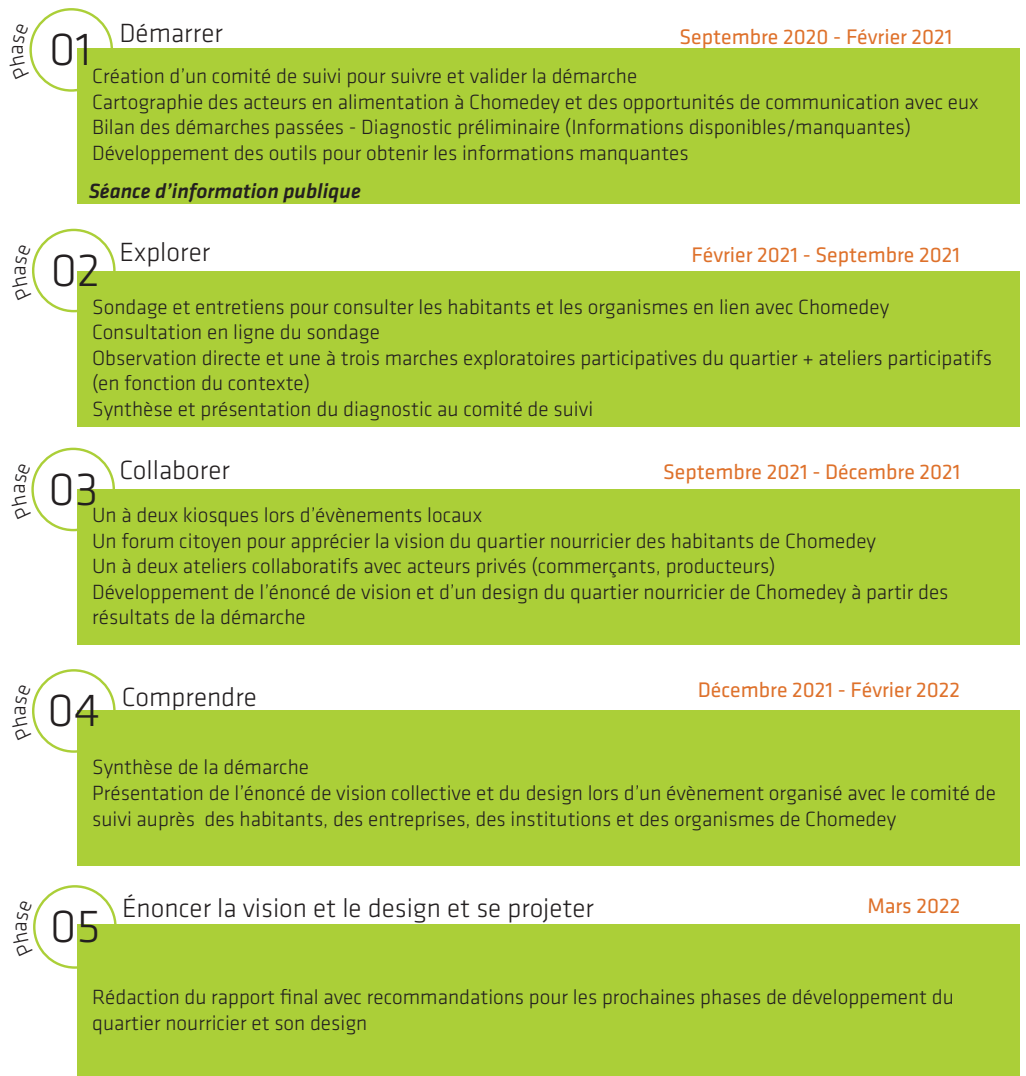 Phase
01
Démarrer
Septembre 2020 - Février 2021
Création d'un comité de suivi pour suivre et valider la démarche
Cartographie des acteurs en alimentation à Chomedey et des opportunités de communication avec eux
Bilan des démarches passées - Diagnostic préliminaire (Informations disponibles/manquantes)
Développement des outils pour obtenir les informations manquantes
Séance d'information publique
Phase
02
Explorer
Février 2021 - Septembre 2021
Sondage et entretiens pour consulter les habitants et les organismes en lien avec Chomedey
Consultation en ligne du sondage
Observation directe et une à trois marches exploratoires participatives du quartier + ateliers participatifs
(en fonction du contexte)
Synthèse et présentation du diagnostic au comité de suivi
Phase
03
Collaborer
Septembre 2021 - Décembre 2021
Un à deux kiosques lors d'évènements locaux
Un forum citoyen pour apprécier la vision du quartier nourricier des habitants de Chomedey
Un à deux ateliers collaboratifs avec acteurs privés (commerçants, producteurs)
Développement de l'énoncé de vision et d'un design du quartier nourricier de Chomedey à partir des
résultats de la démarche
Phase
04
Comprendre
Décembre 2021 - Février 2022
Synthèse de la démarche
Présentation de l'énoncé de vision collective et du design lors d'un évènement organisé avec le comité de
suivi auprès des habitants, des entreprises, des institutions et des organismes de Chomedey
Phase
05
Énoncer la vision et le design et se projeter
Mars 2022
Rédaction du rapport final avec recommandations pour les prochaines phases de développement du
quartier nourricier et son design